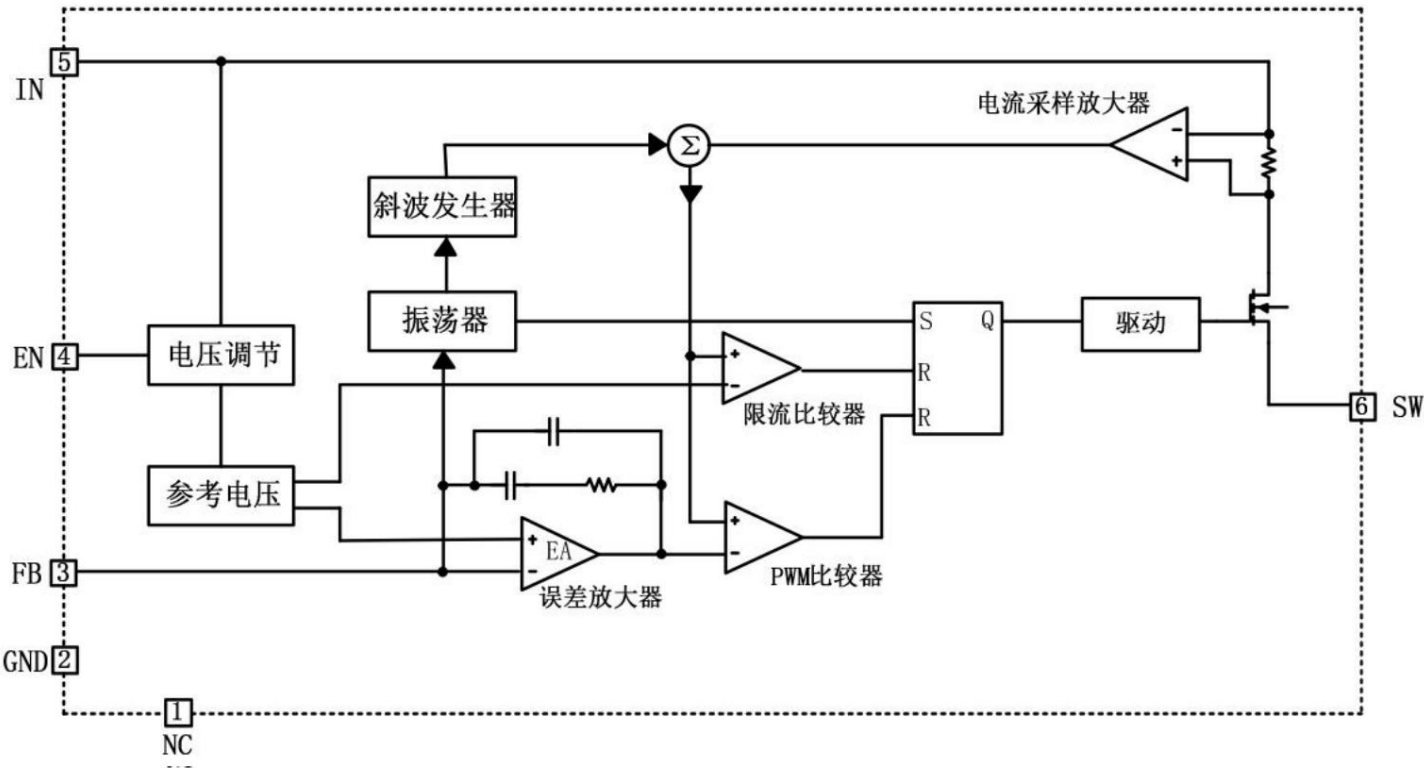 5
IN
电流采样放大器
-
+
Σ
斜波发生器
振荡器
S
Q
驱动
EN
4
电压调节
+
-
R
限流比较器
R
6
SW
参考电压
+
EA
-
误差放大器
+
-
PWM比较器
FB
3
GND
2
1
NC